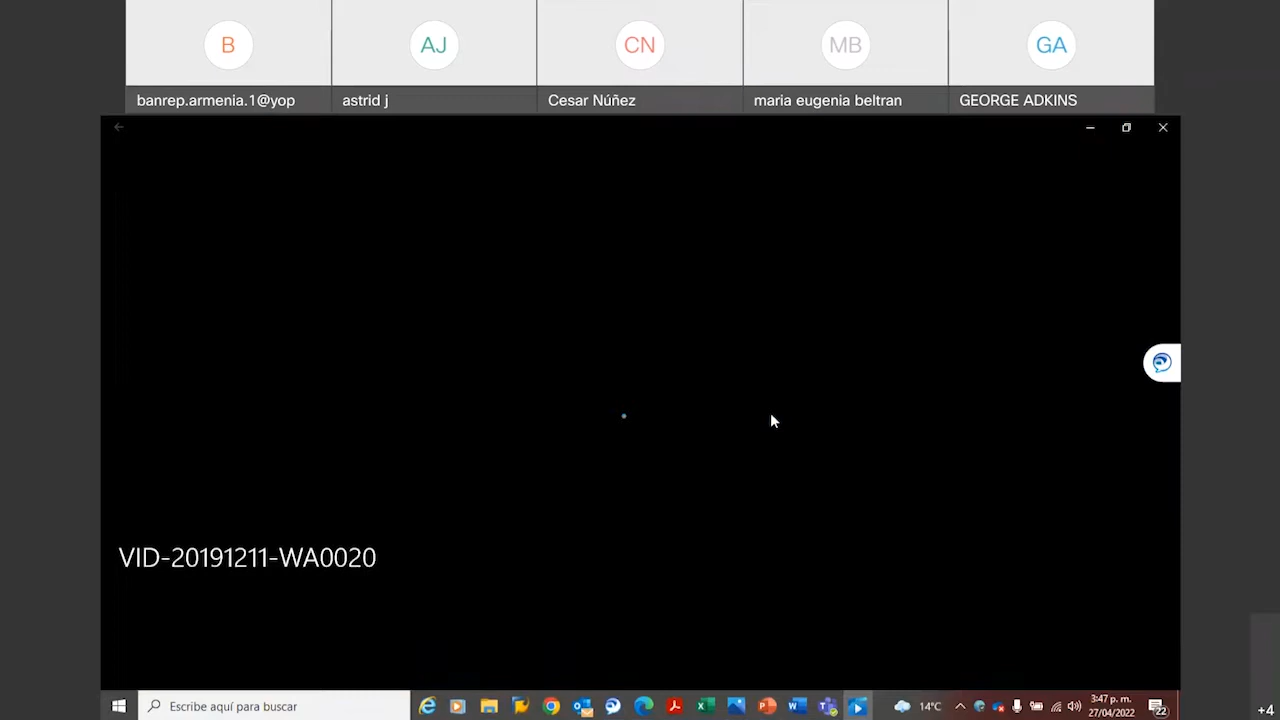 B
AJ
CN
MB
GA
banrep.armenia.1@yop
astrid j
Cesar Núñez
maria eugenia beltran
GEORGE ADKINS
VID-20191211-WA0020
Escribe aquí para buscar
14°C
3:47 p. m.
27/04/2022
22
+4